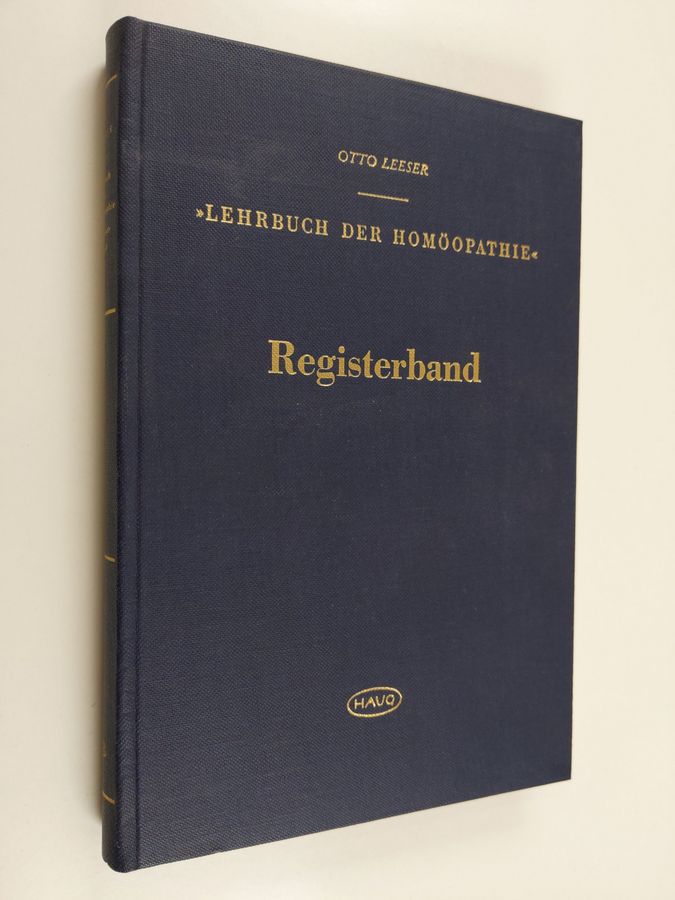 OTTO LEESER
»LEHRBUCH DER HOMÖOPATHIE«
Registerband
HAUG